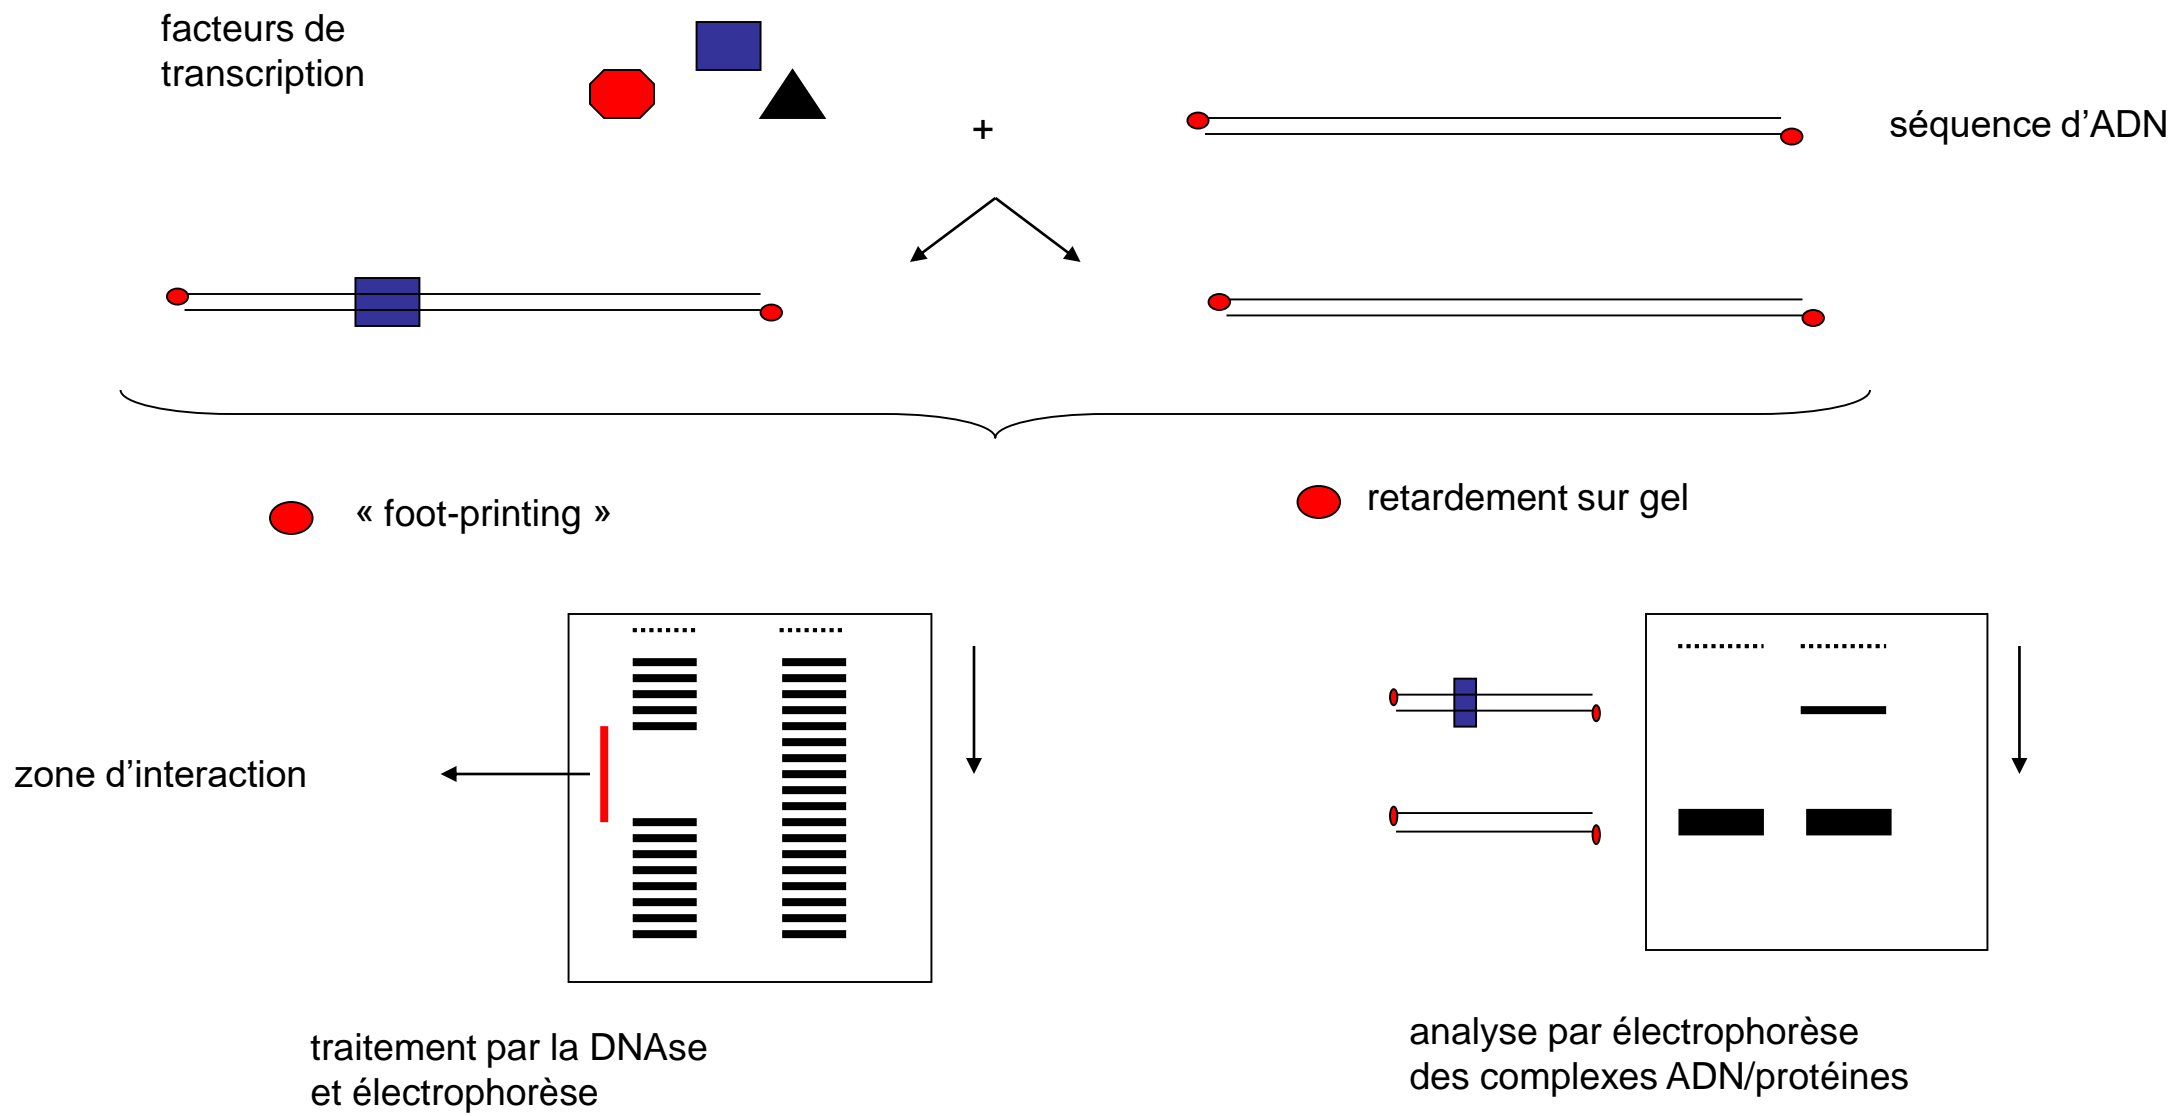 facteurs de
transcription
+
séquence d’ADN
« foot-printing »
retardement sur gel
zone d’interaction
traitement par la DNAse
et électrophorèse
analyse par électrophorèse
des complexes ADN/protéines